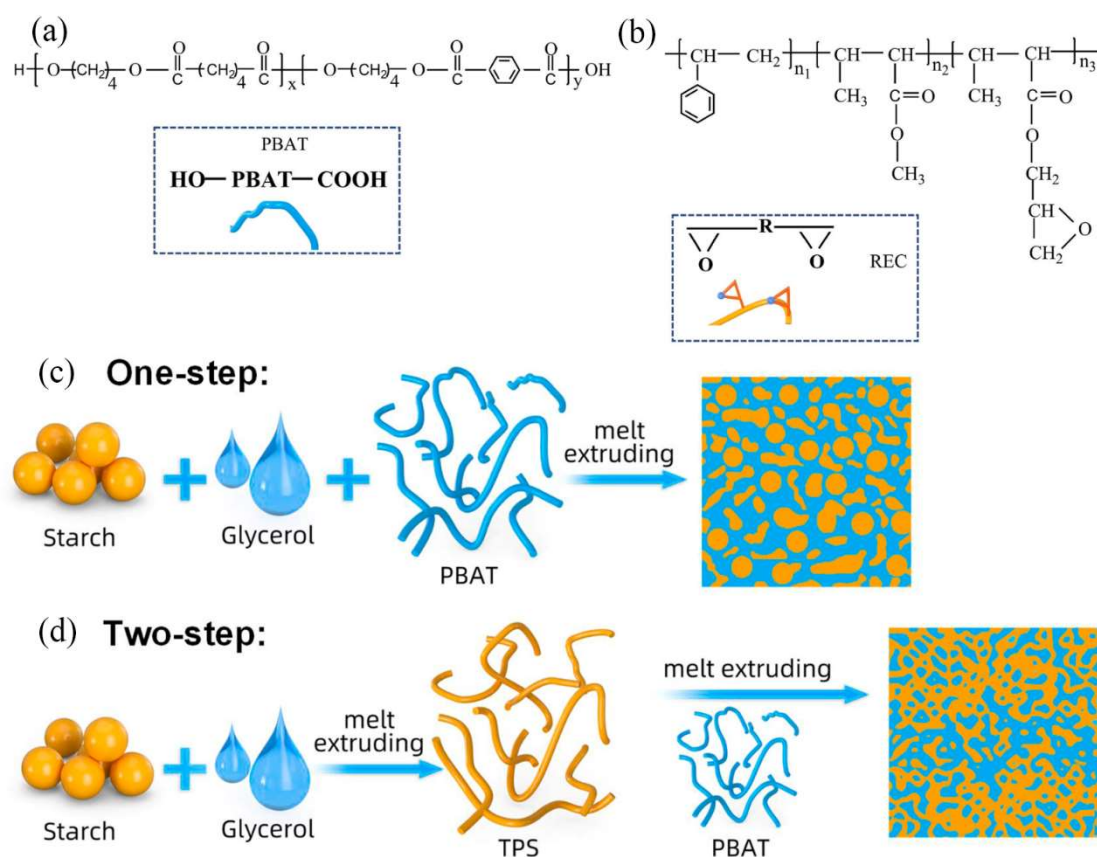 (a)
H-[O-(CH₂)₄-O-C(=O)-(CH₂)₄-C(=O)]x-[O-(CH₂)₄-O-C(=O)-C(=O)]y-OH
PBAT
HO—PBAT—COOH
(b)
CH CH₂ n₁ CH CH n₂ CH CH n₃
CH₃ C=O CH₃ C=O
O O
CH₃ CH₂
CH O
CH₂
R
O O REC
(c) One-step:
Starch
+
Glycerol
+
PBAT
melt
extruding
(d) Two-step:
Starch
+
Glycerol
melt
extruding
TPS
melt extruding
PBAT